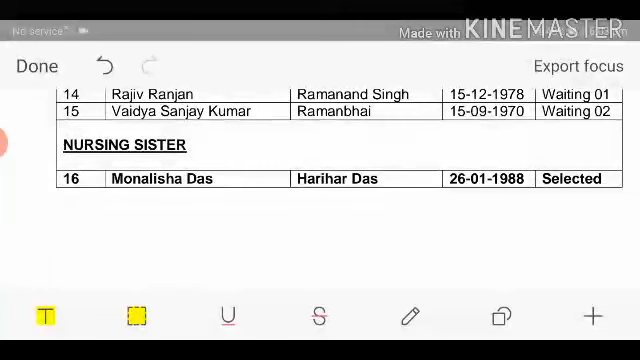 No service
Made with KINEMASTER
Done
Export focus
14 Rajiv Ranjan Ramanand Singh 15-12-1978 Waiting 01
15 Vaidya Sanjay Kumar Ramanbhai 15-09-1970 Waiting 02
NURSING SISTER
16 Monalisha Das Harihar Das 26-01-1988 Selected
T U S